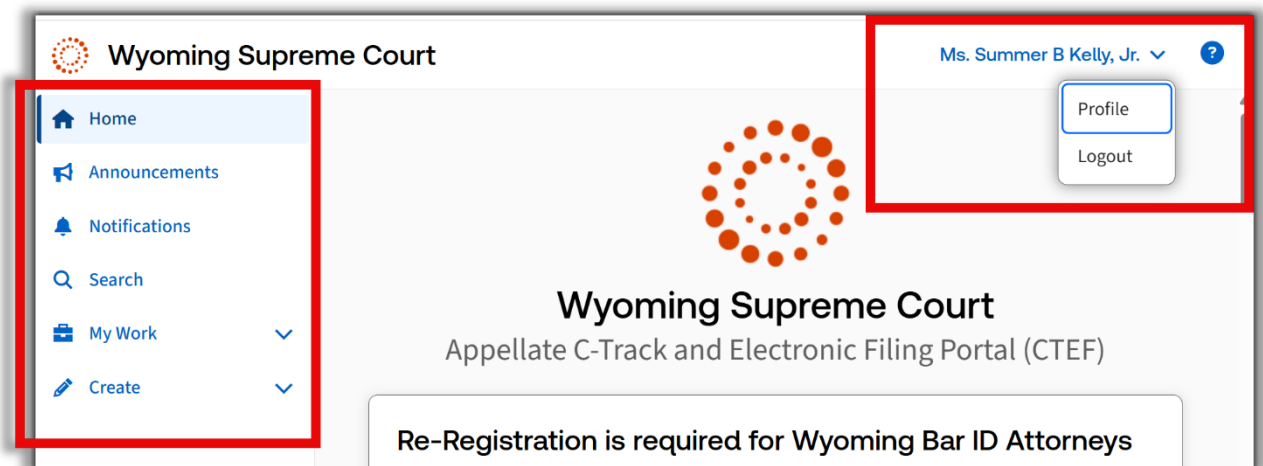 Wyoming Supreme Court
Ms. Summer B Kelly, Jr.
?
Profile
Logout
Home
Announcements
Notifications
Search
My Work
Create
Wyoming Supreme Court
Appellate C-Track and Electronic Filing Portal (CTEF)
Re-Registration is required for Wyoming Bar ID Attorneys